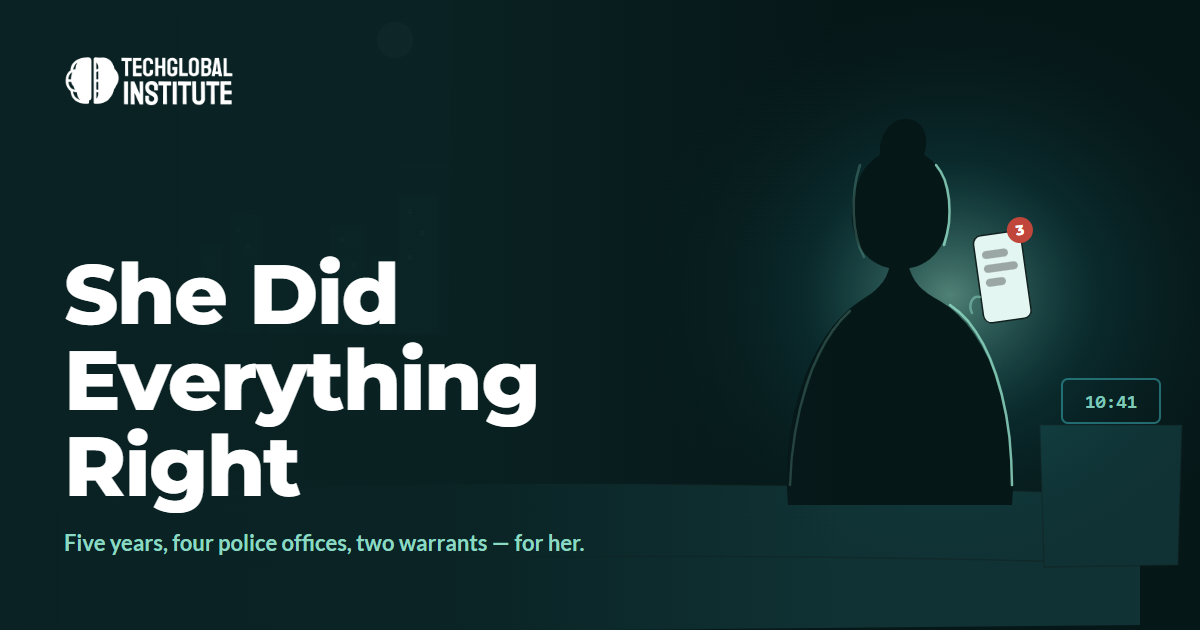 TECHGLOBAL
INSTITUTE
She Did
Everything
Right
Five years, four police offices, two warrants — for her.
3
10:41